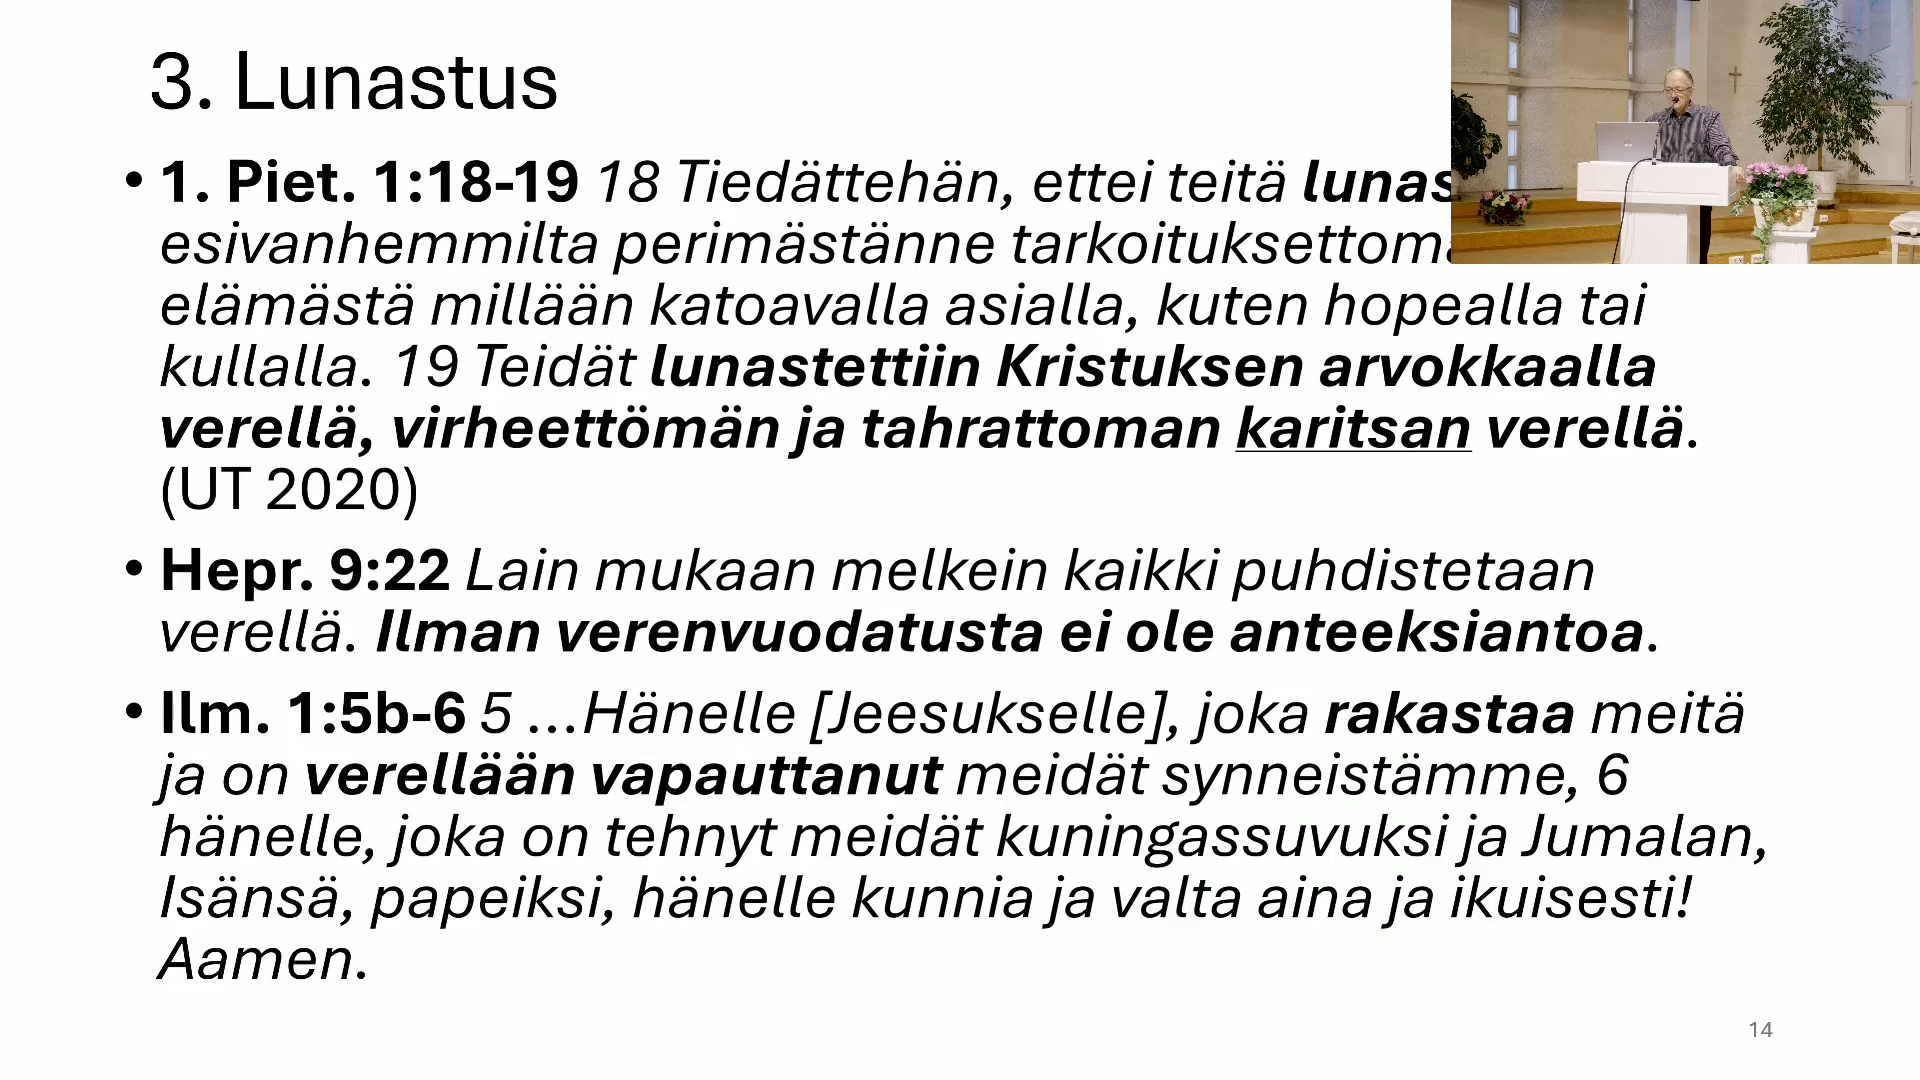 3. Lunastus
• 1. Piet. 1:18-19 18 Tiedättehän, ettei teitä
esivanhemmilta perimästänne
elämästä millään katoavalla asialla, kuten hopealla tai
kullalla. 19 Teidät lunastettiin Kristuksen arvokkaalla
verellä, virheettömän ja tahrattoman karitsan verellä.
(UT 2020)
• Hepr. 9:22 Lain mukaan melkein kaikki puhdistetaan
verellä. Ilman verenvuodatusta ei ole anteeksiantoa.
• Ilm. 1:5b-6 5 …Hänelle [Jeesukselle], joka rakastaa meitä
ja on verellään vapauttanut meidät synneistämme, 6
hänelle, joka on tehnyt meidät kuningassuvuksi ja Jumalan,
Isänsä, papeiksi, hänelle kunnia ja valta aina ja ikuisesti!
Aamen.
14